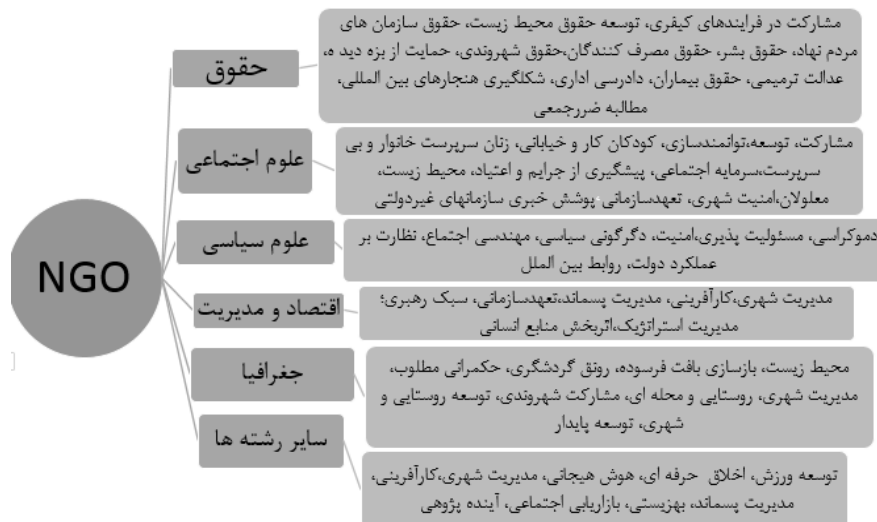 NGO
حقوق
مشارکت در فرایندهای کیفری، توسعه حقوق محیط زیست، حقوق سازمان های
مردم نهاد، حقوق بشر، حقوق مصرف کنندگان،حقوق شهروندی، حمایت از بزه دید ه،
عدالت ترمیمی، حقوق بیماران، دادرسی اداری، شکلگیری هنجارهای بین المللی،
مطالبه ضررجمعی
علوم اجتماعی
مشارکت، توسعه،توانمندسازی، کودکان کار و خیابانی، زنان سرپرست خانوار و بی
سرپرست،سرمایه اجتماعی، پیشگیری از جرایم و اعتیاد، محیط زیست،
معلولان،امنیت شهری، تعهدسازمانی پوشش خبری سازمانهای غیردولتی
علوم سیاسی
دموکراسی، مسئولیت پذیری،امنیت، دگرگونی سیاسی، مهندسی اجتماع، نظارت بر
عملکرد دولت، روابط بین الملل
اقتصاد و مدیریت
مدیریت شهری،کارآفرینی، مدیریت پسماند،تعهدسازمانی، سبک رهبری؛
مدیریت استراتژیک،اثربخش منابع انسانی
جغرافیا
محیط زیست، بازسازی بافت فرسوده، رونق گردشگری، حکمرانی مطلوب،
مدیریت شهری، روستایی و محله ای، مشارکت شهروندی، توسعه روستایی و
شهری، توسعه پایدار
سایر رشته ها
توسعه ورزش، اخلاق حرفه ای، هوش هیجانی، مدیریت شهری،کارآفرینی،
مدیریت پسماند، بهزیستی، بازاریابی اجتماعی، آینده پژوهی